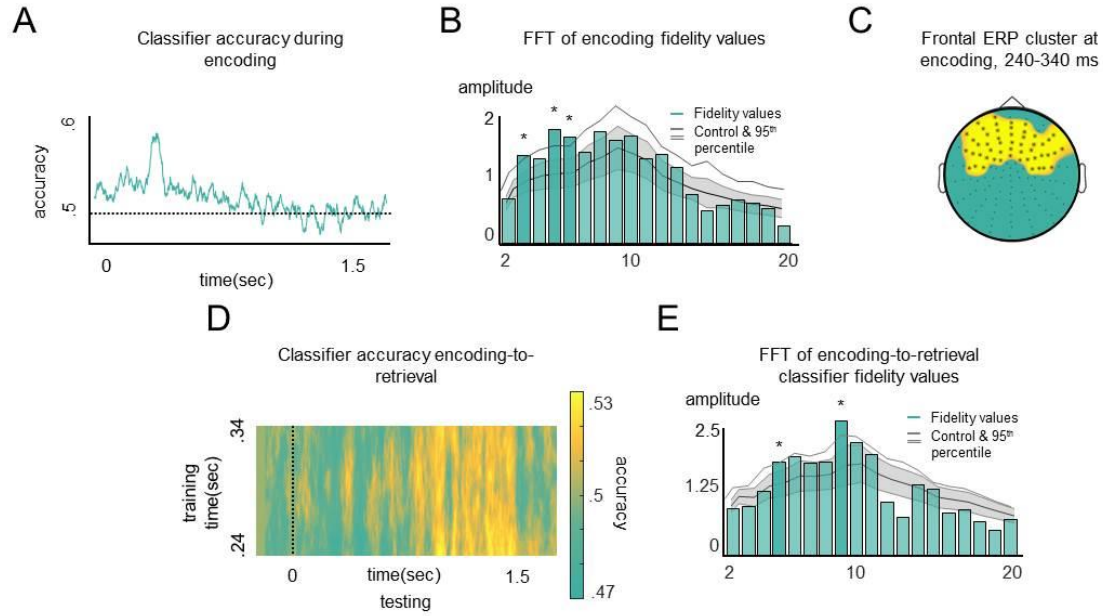 A
Classifier accuracy during
encoding
.6
.5
accuracy
0
1.5
time(sec)
B
FFT of encoding fidelity values
amplitude
2
1
0
* * *
Fidelity values
Control & 95th
percentile
2
10
20
C
Frontal ERP cluster at
encoding, 240-340 ms
D
Classifier accuracy encoding-to-
retrieval
.34
.24
training
time(sec)
0
time(sec)
1.5
testing
.53
.5
.47
accuracy
E
FFT of encoding-to-retrieval
classifier fidelity values
amplitude
2.5
1.25
0
* *
Fidelity values
Control & 95th
percentile
2
10
20